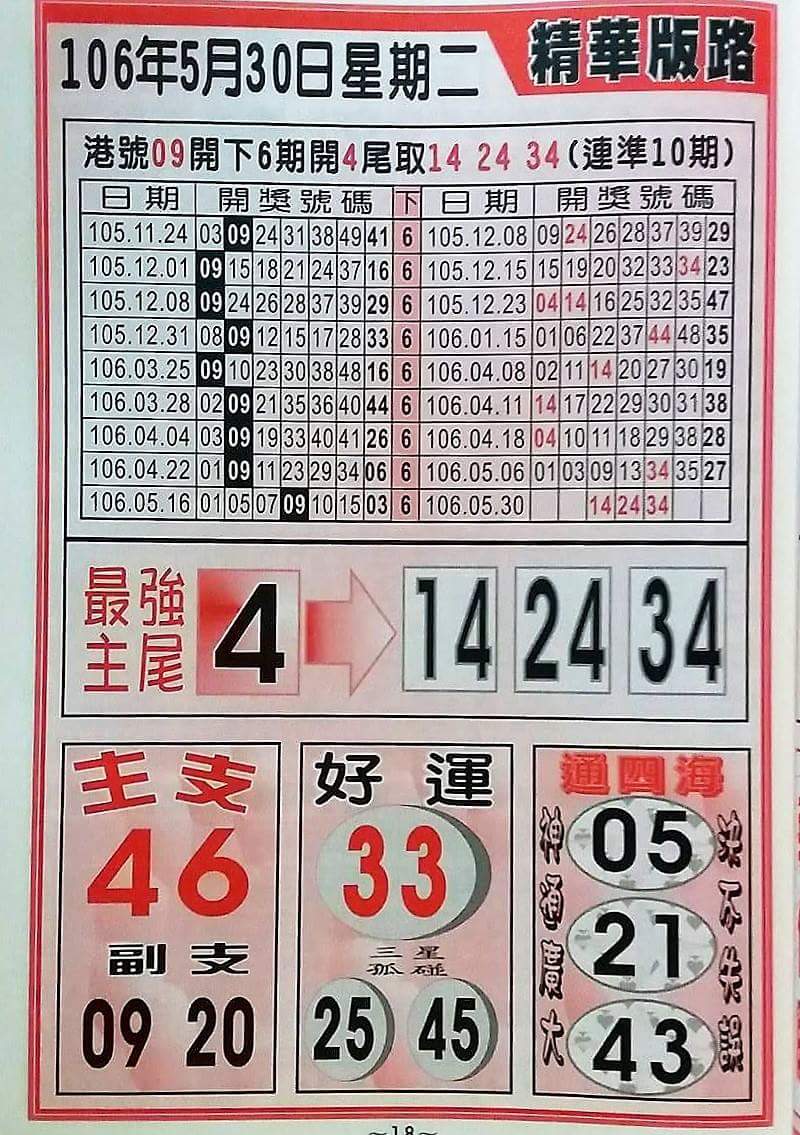 精華版路
106年5月30日星期二
港號09開下6期開4尾取14 24 34(連準10期)
日期 開獎號碼 下 日期 開獎號碼
105.11.24 03 09 24 31 38 49 41 6 105.12.08 09 24 26 28 37 39 29
105.12.01 09 15 18 21 24 37 16 6 105.12.15 15 19 20 32 33 34 23
105.12.08 09 24 26 28 37 39 29 6 105.12.23 04 14 16 25 32 35 47
105.12.31 08 09 12 15 17 28 33 6 106.01.15 01 06 22 37 44 48 35
106.03.25 09 10 23 30 38 48 16 6 106.04.08 02 11 14 20 27 30 19
106.03.28 02 09 21 35 36 40 44 6 106.04.11 14 17 22 29 30 31 38
106.04.04 03 09 19 33 40 41 26 6 106.04.18 04 10 11 18 29 38 28
106.04.22 01 09 11 23 29 34 06 6 106.05.06 01 03 09 13 34 35 27
106.05.16 01 05 07 09 10 15 03 6 106.05.30 14 24 34
最強
主尾
4 14 24 34
主支
46
副支
09 20
好運
33
三星
孤碰
25 45
通四海
神通廣大
05
21
43
～18～